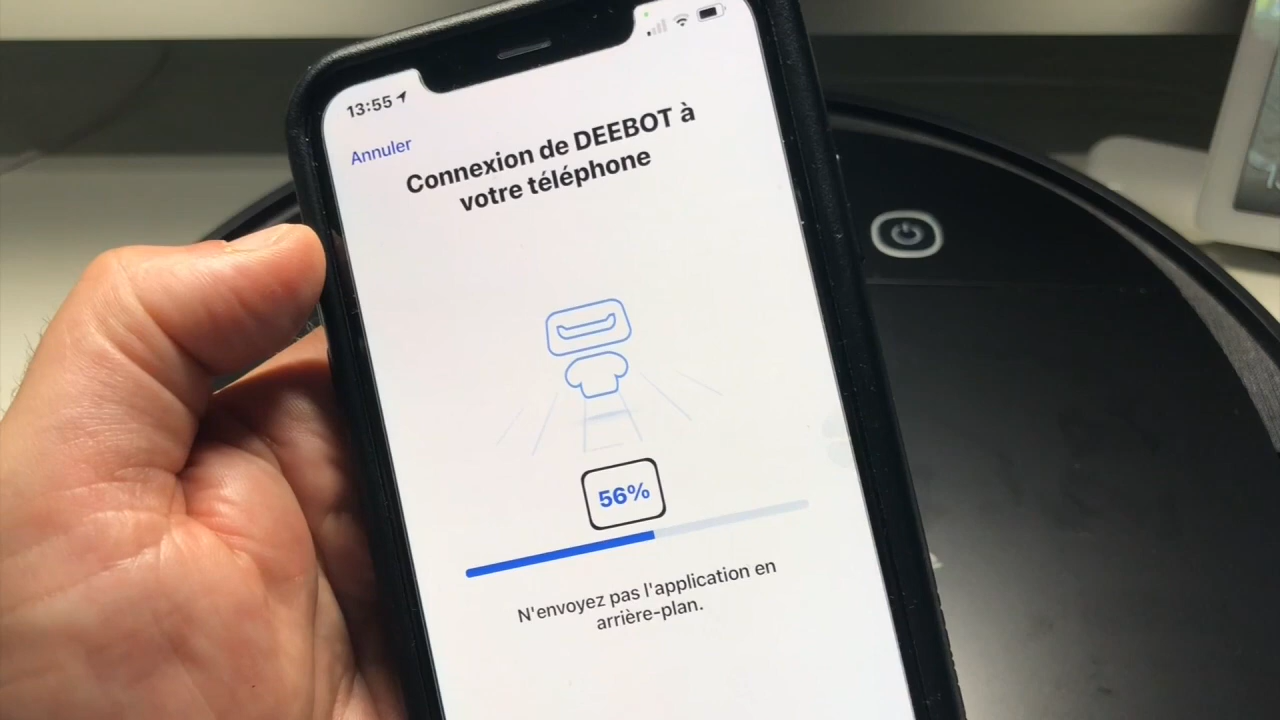 13:55
Annuler
Connexion de DEEBOT à
votre téléphone
56%
N'envoyez pas l'application en
arrière-plan.